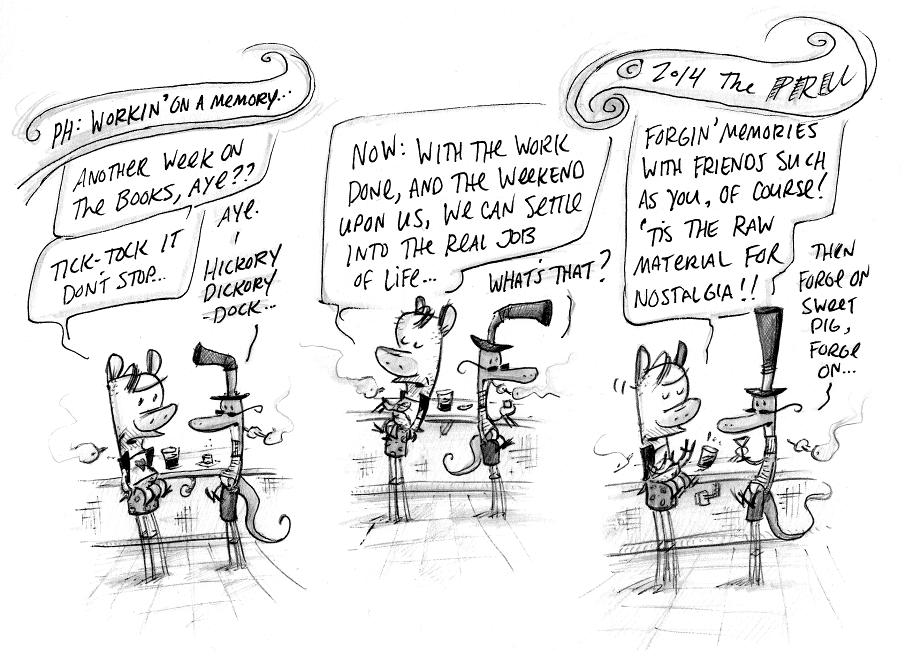 PH: WORKIN' ON A MEMORY...
ANOTHER WEEK ON
THE BOOKS, AYE??
AYE.
TICK-TOCK IT
DON'T STOP...
HICKORY
DICKORY
DOCK...
NOW: WITH THE WORK
DONE, AND THE WEEKEND
UPON US, WE CAN SETTLE
INTO THE REAL JOB
OF LIFE...
WHAT'S THAT?
© 2014 The
FORGIN' MEMORIES
WITH FRIENDS SUCH
AS YOU, OF COURSE!
'TIS THE RAW
MATERIAL FOR
NOSTALGIA!!
THEN
FORGE ON
SWEET
PIG,
FORGE
ON...